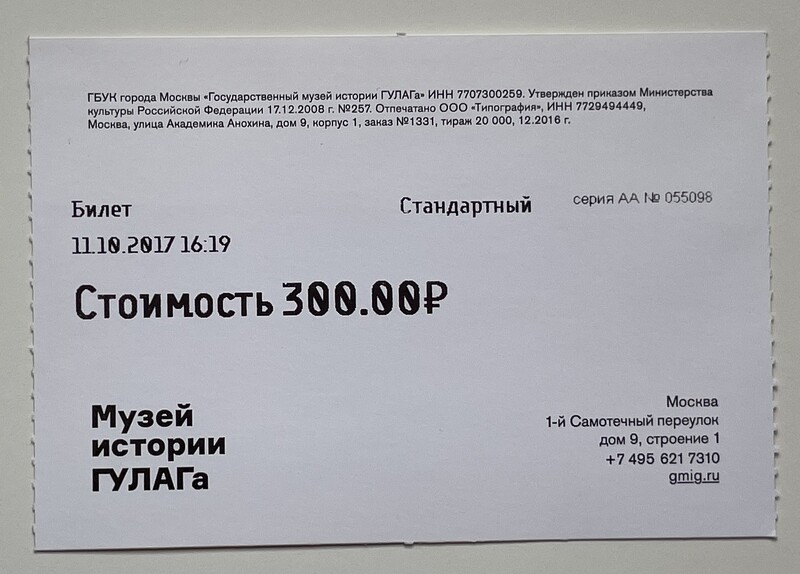 ГБУК города Москвы «Государственный музей истории ГУЛАГа» ИНН 7707300259. Утвержден приказом Министерства
культуры Российской Федерации 17.12.2008 г. №257. Отпечатано ООО «Типография», ИНН 7729494449,
Москва, улица Академика Анохина, дом 9, корпус 1, заказ №1331, тираж 20 000, 12.2016 г.
Билет
Стандартный
серия АА № 055098
11.10.2017 16:19
Стоимость 300.00₽
Музей
истории
ГУЛАГа
Москва
1-й Самотечный переулок
дом 9, строение 1
+7 495 621 7310
gmig.ru